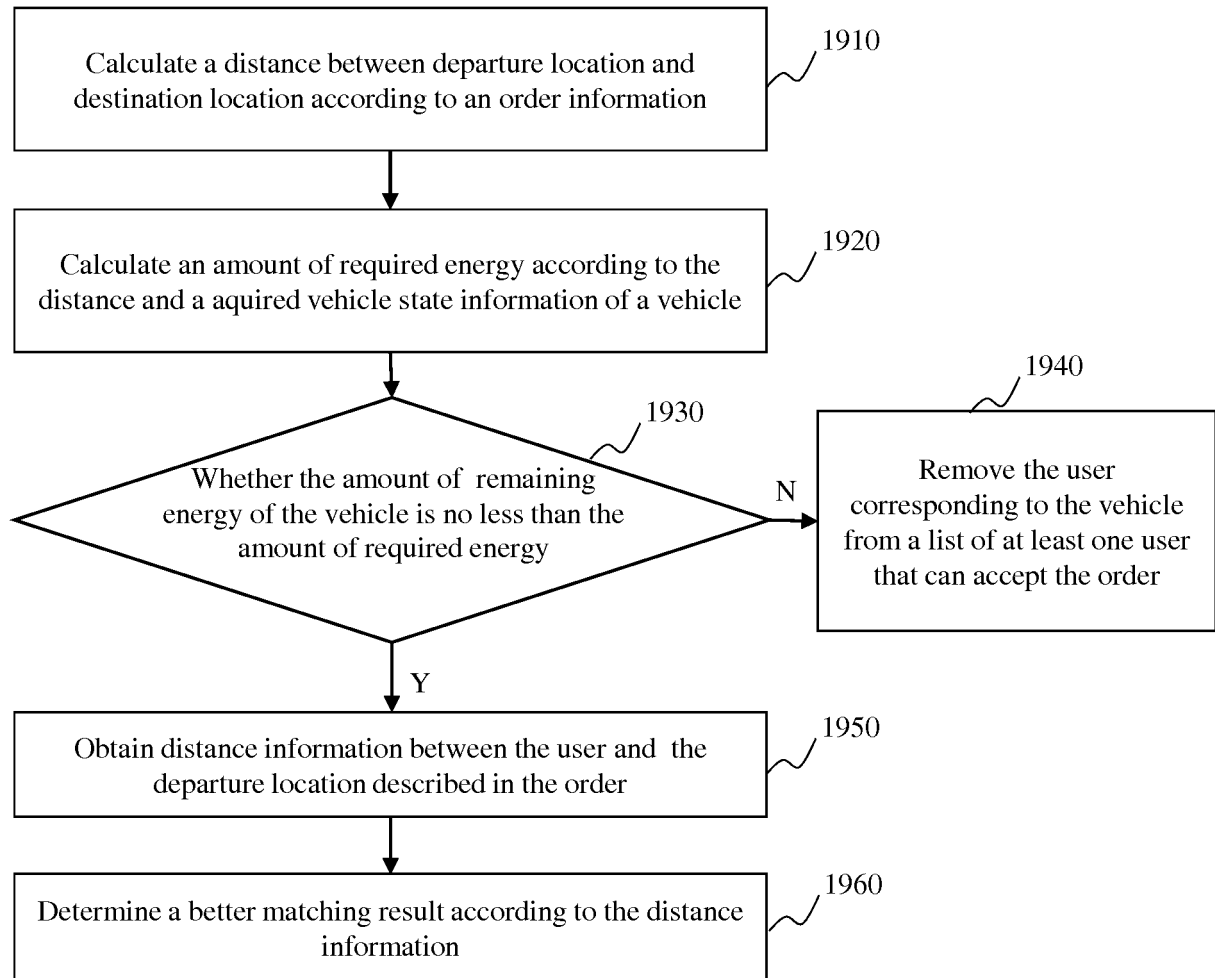 1910
Calculate a distance between departure location and
destination location according to an order information
1920
Calculate an amount of required energy according to the
distance and a aquired vehicle state information of a vehicle
1930
Whether the amount of remaining
energy of the vehicle is no less than the
amount of required energy
N
1940
Remove the user
corresponding to the vehicle
from a list of at least one user
that can accept the order
Y
1950
Obtain distance information between the user and the
departure location described in the order
1960
Determine a better matching result according to the distance
information